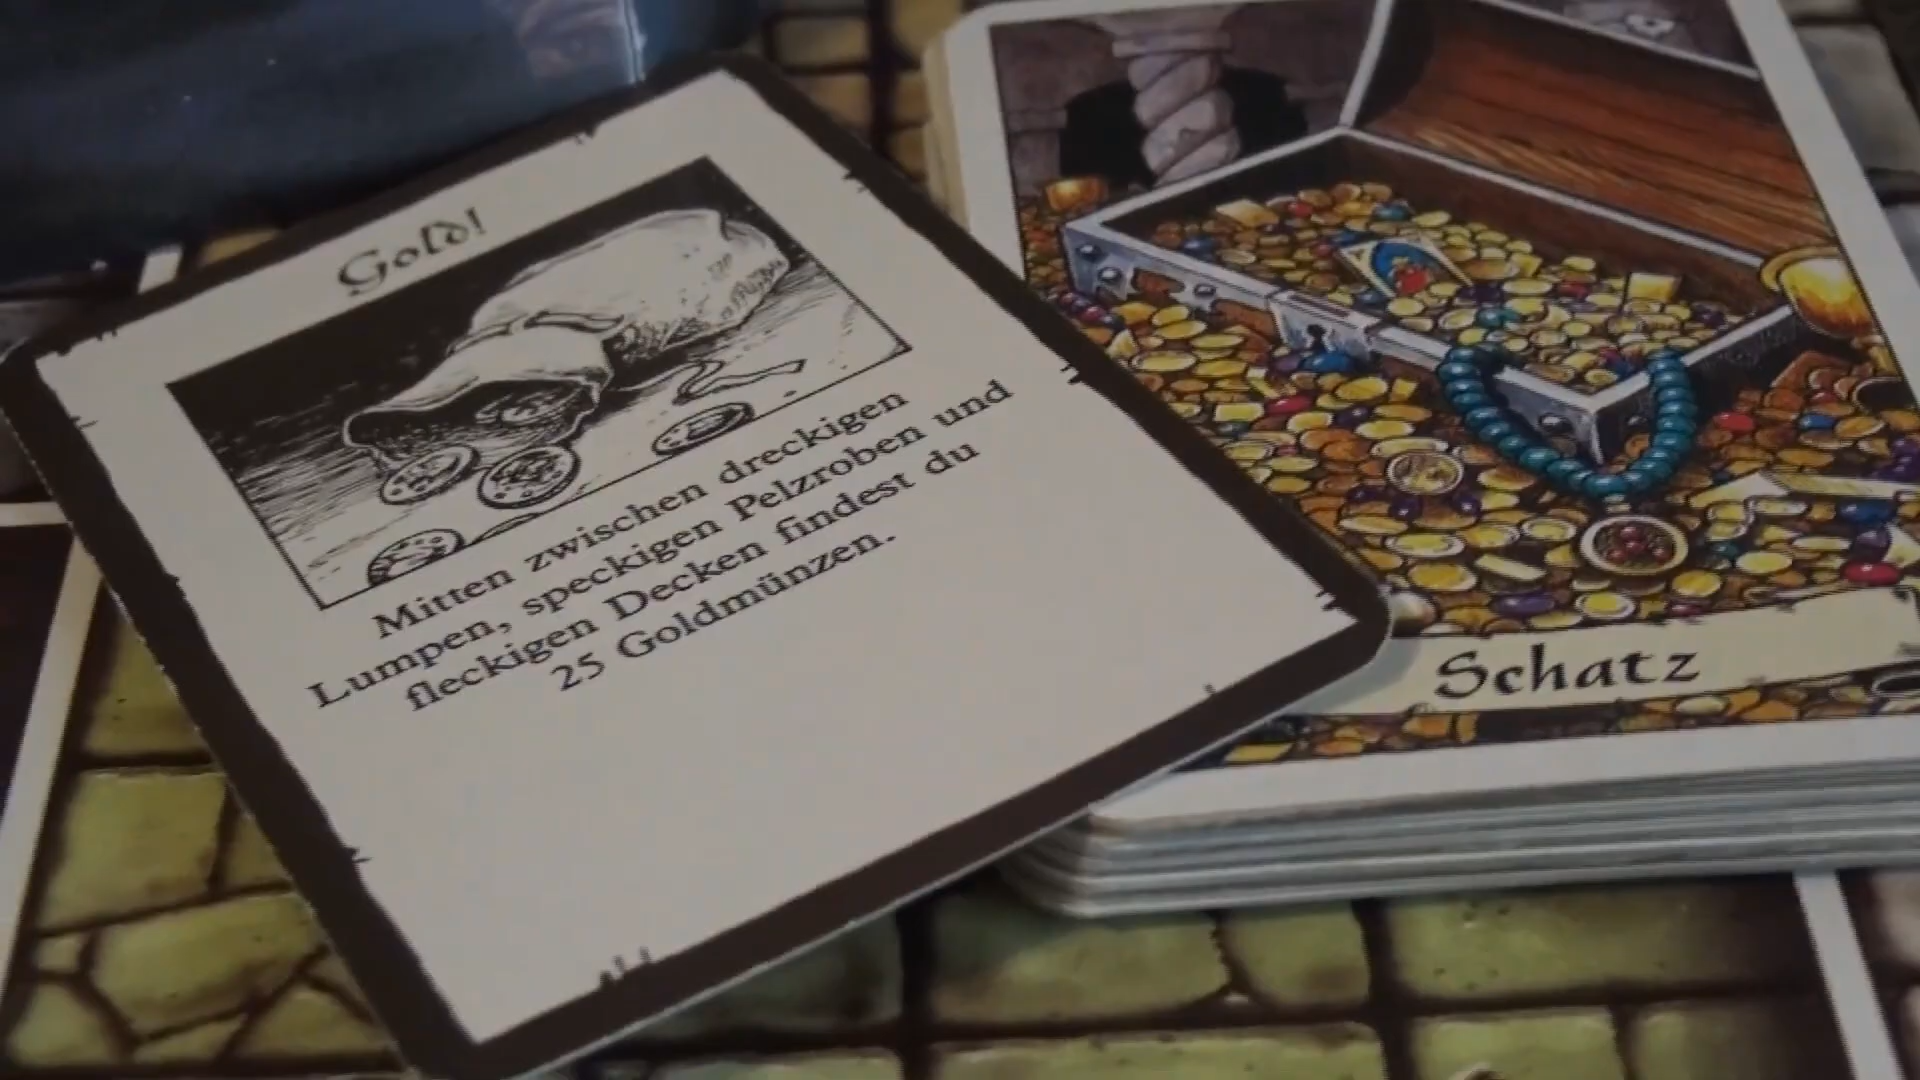 Gold!
Mitten zwischen dreckigen
Lumpen, speckigen Pelzroben und
fleckigen Decken findest du
25 Goldmünzen.
Schatz